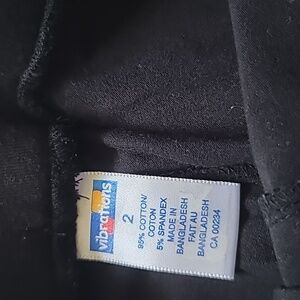 vibrations
2
95% COTTON/
COTON
5% SPANDEX
MADE IN
BANGLADESH
FAIT AU
BANGLADESH
CA 00234